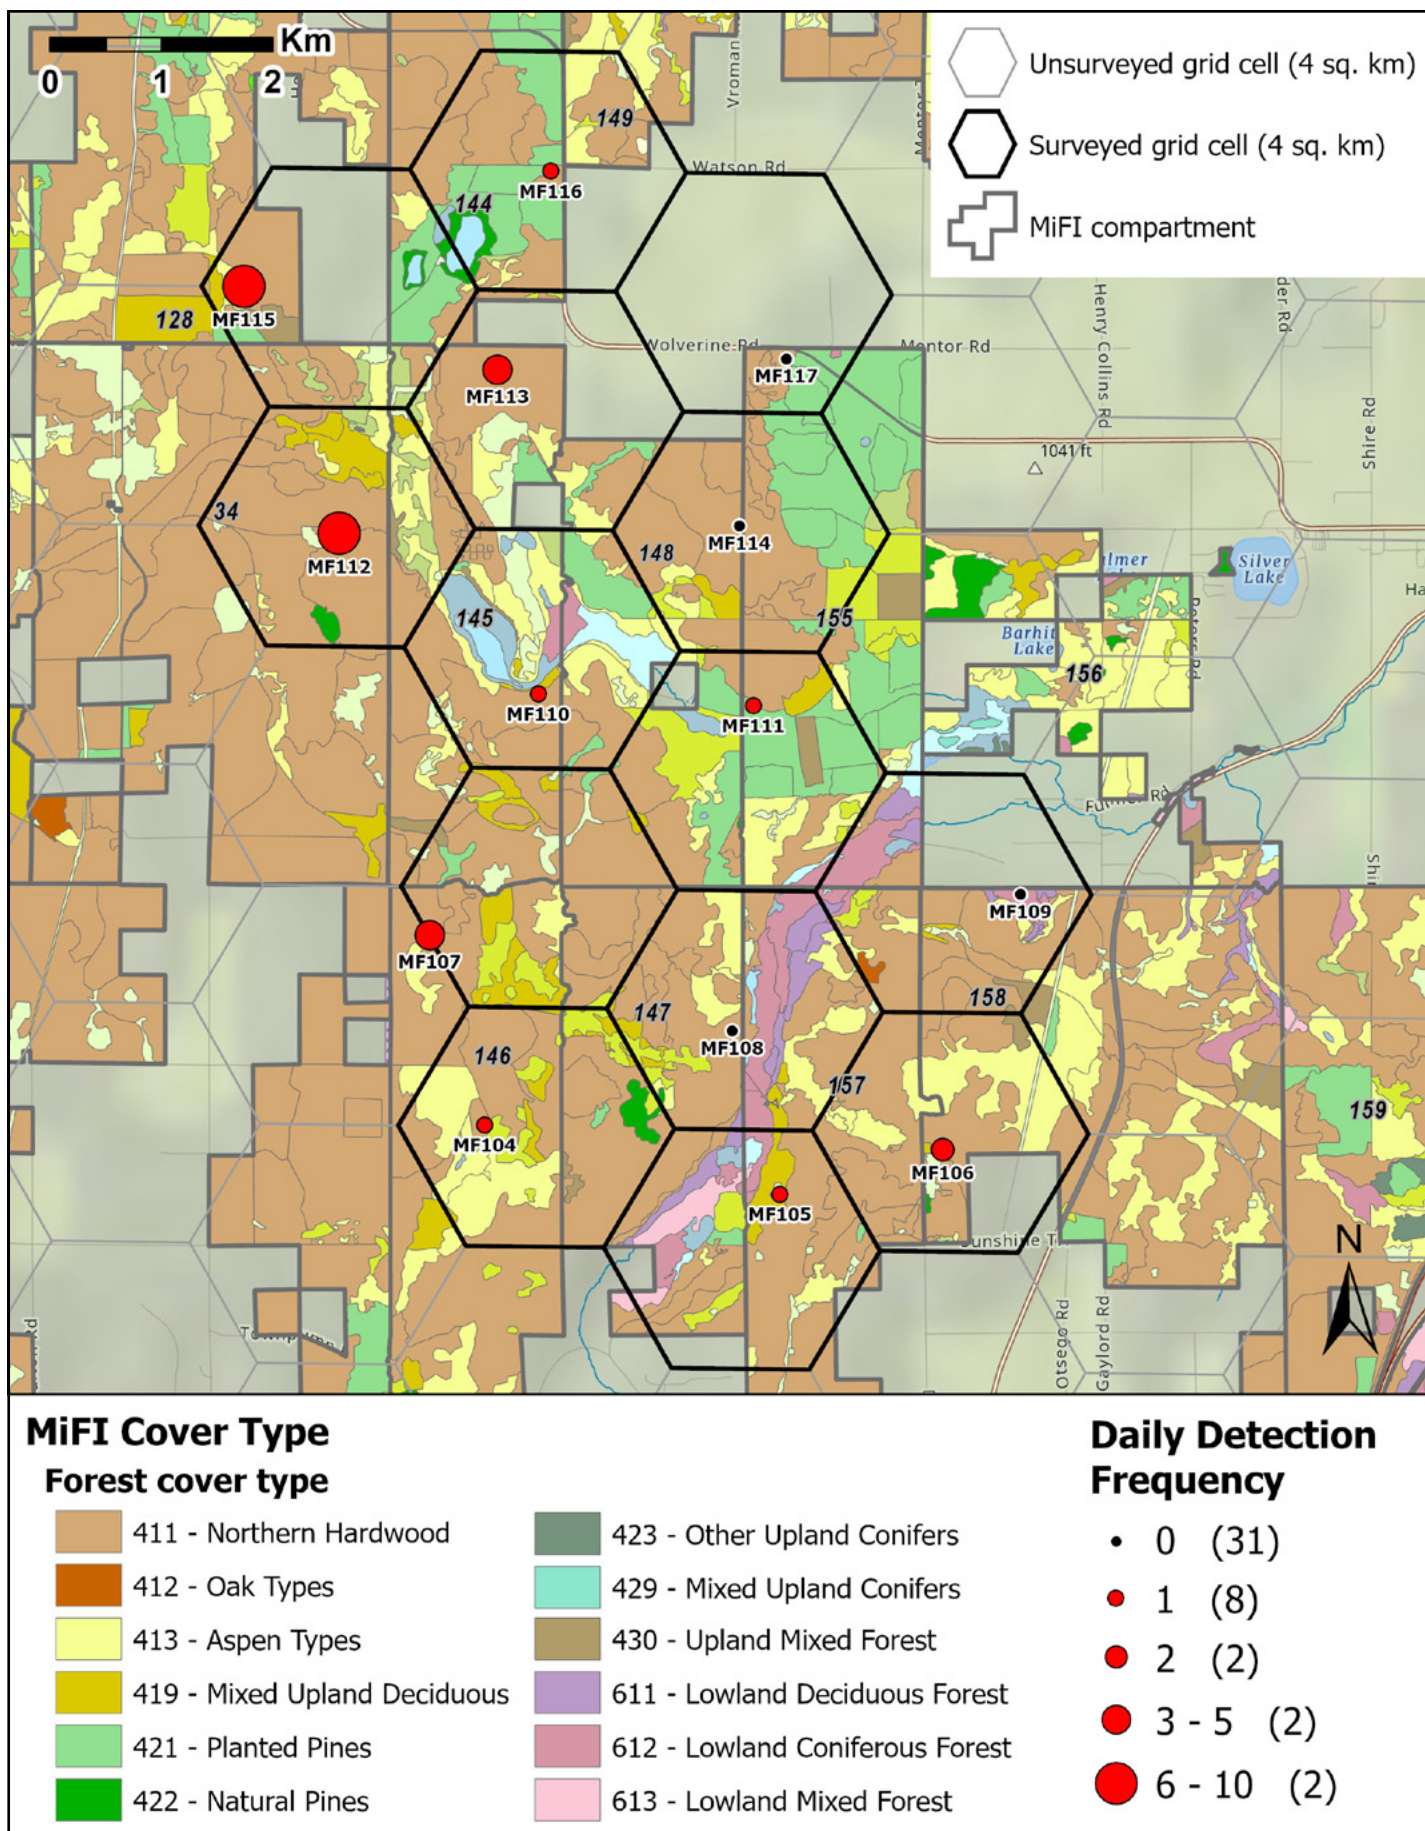 Km
0 1 2
Unsurveyed grid cell (4 sq. km)
Surveyed grid cell (4 sq. km)
MiFI compartment
149
Watson Rd
MF116
144
MF115
128
Wolverine Rd
Mentor Rd
Henry Collins Rd
MF117
MF113
Shire Rd
1041 ft
34
MF112
MF114
148
Silver
Lake
145
155
Barhit
Lake
156
MF110
MF111
MF109
MF107
158
147
146
MF108
157
159
MF104
MF106
MF105
N
Otsego Rd
Gaylord Rd
MiFI Cover Type
Forest cover type
411 - Northern Hardwood
412 - Oak Types
413 - Aspen Types
419 - Mixed Upland Deciduous
421 - Planted Pines
422 - Natural Pines
423 - Other Upland Conifers
429 - Mixed Upland Conifers
430 - Upland Mixed Forest
611 - Lowland Deciduous Forest
612 - Lowland Coniferous Forest
613 - Lowland Mixed Forest
Daily Detection
Frequency
0 (31)
1 (8)
2 (2)
3 - 5 (2)
6 - 10 (2)